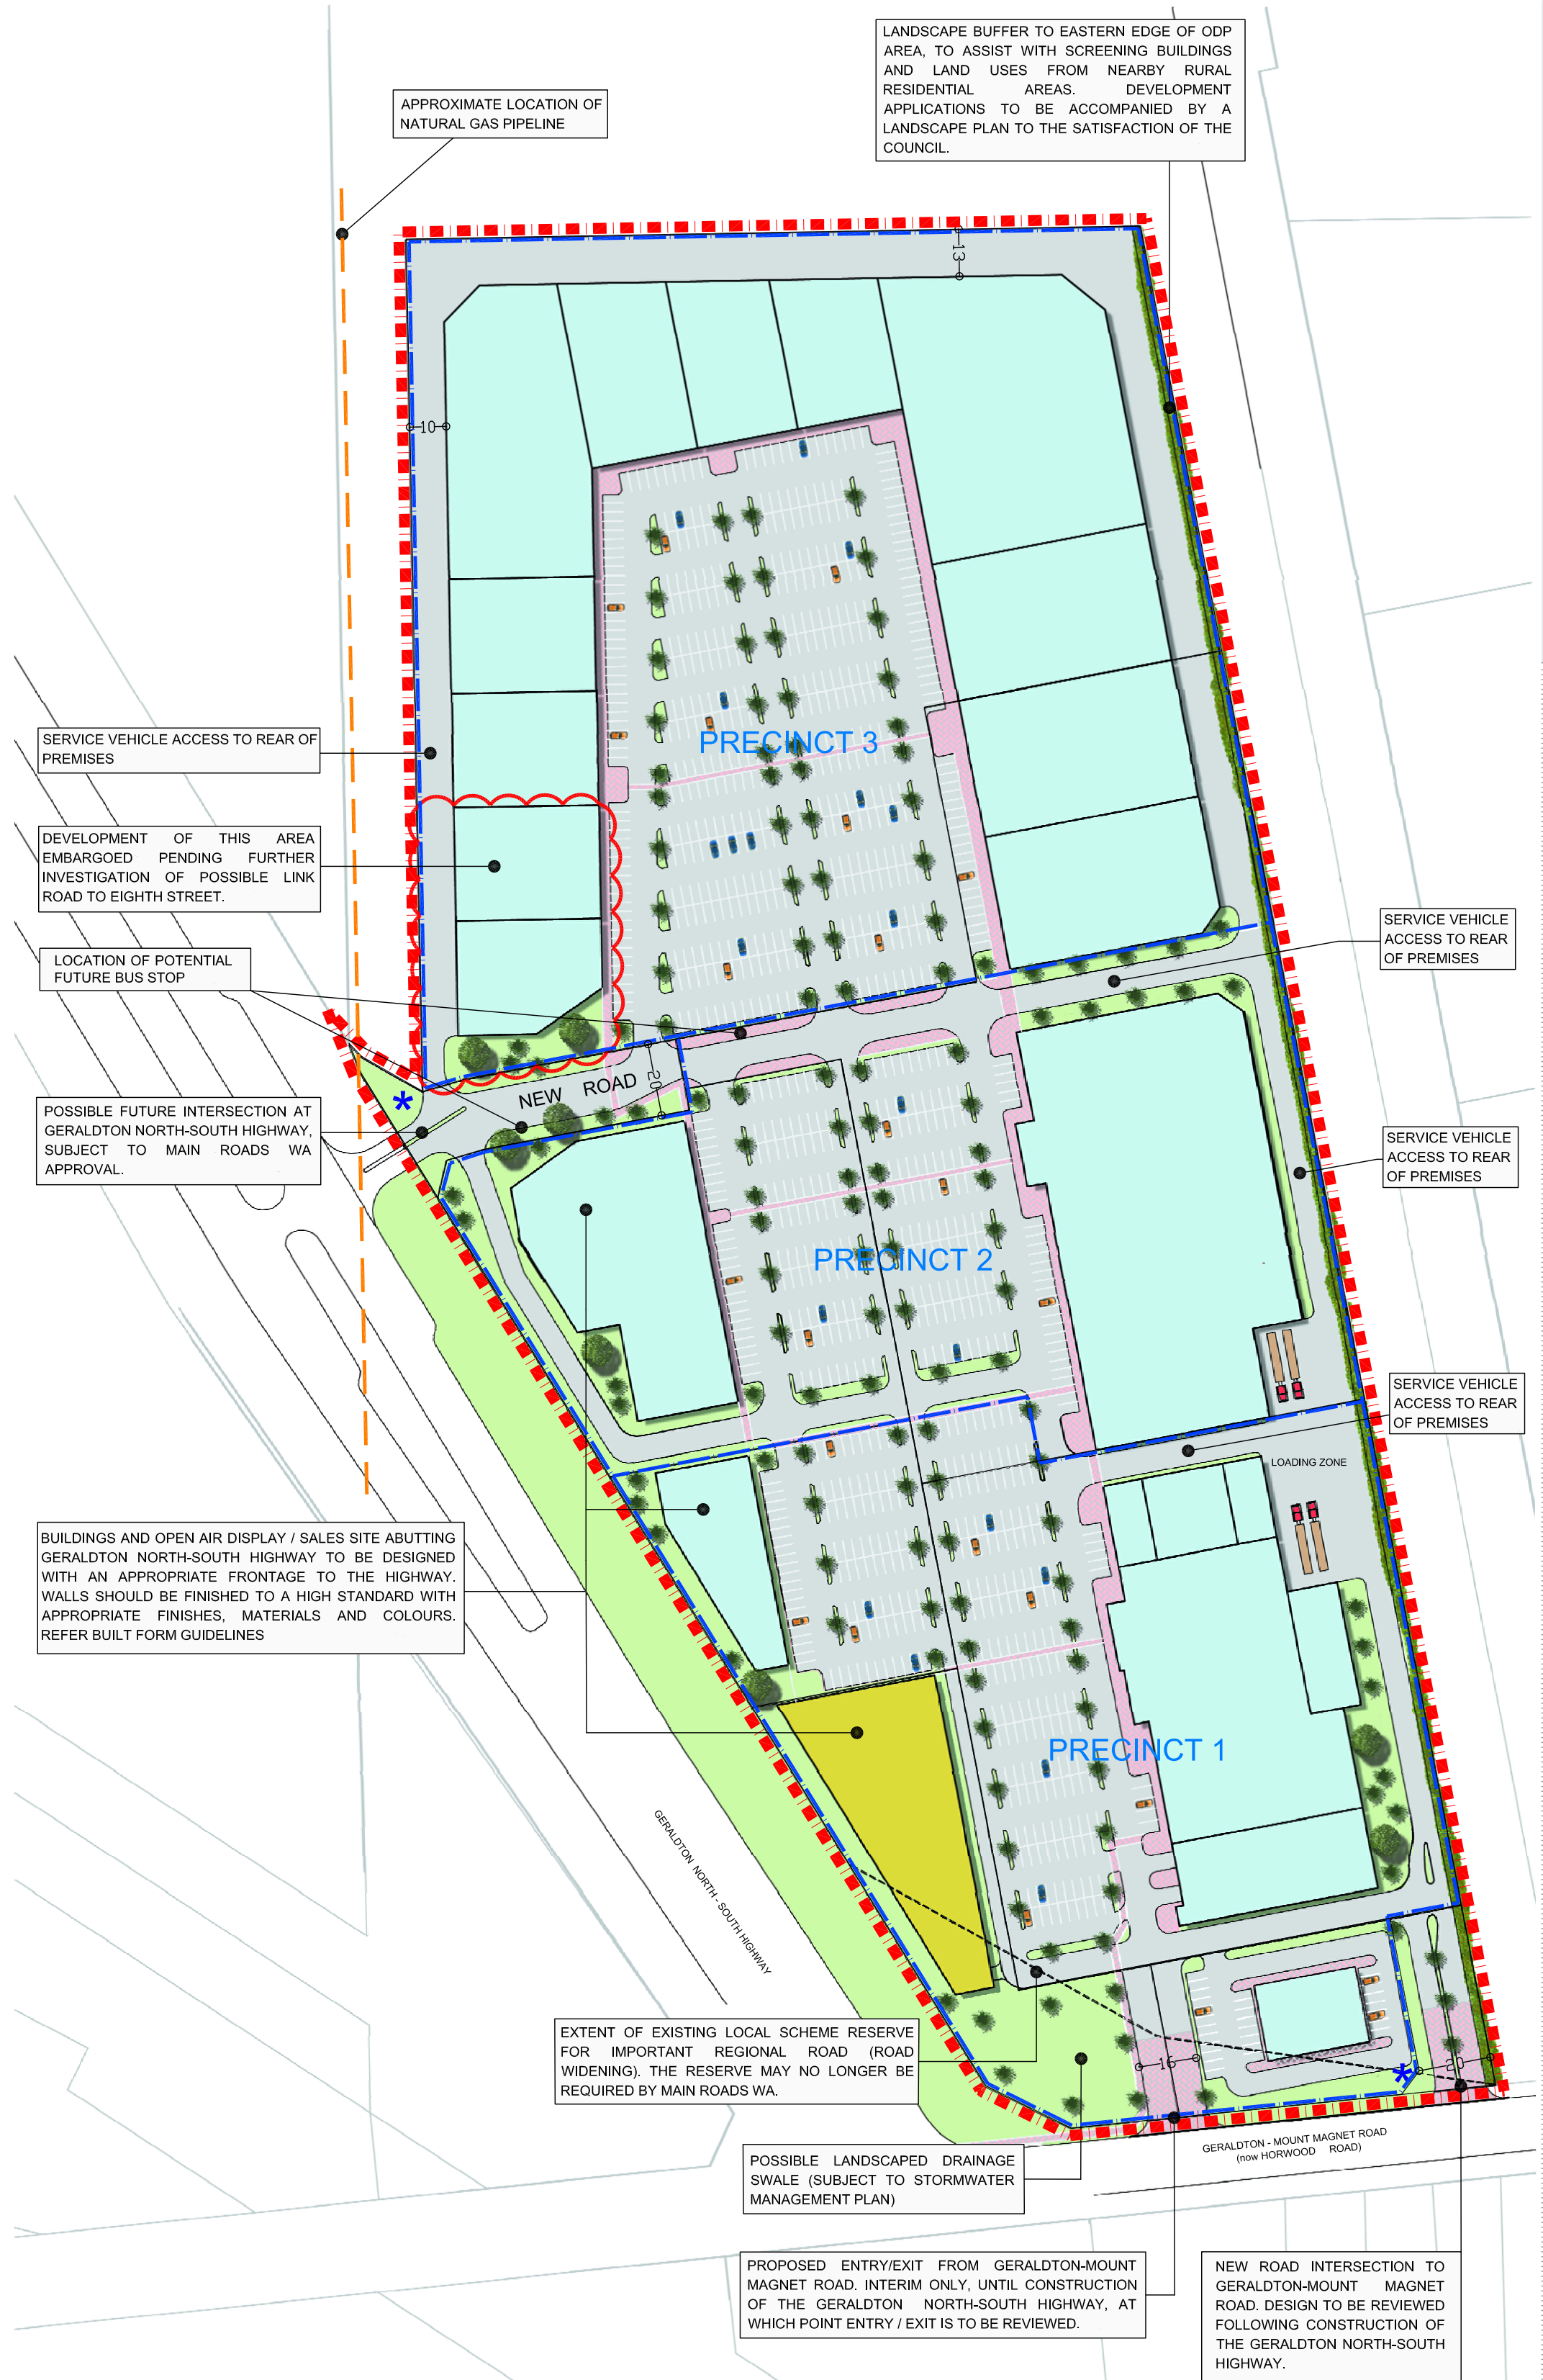 LANDSCAPE BUFFER TO EASTERN EDGE OF ODP
AREA, TO ASSIST WITH SCREENING BUILDINGS
AND LAND USES FROM NEARBY RURAL
RESIDENTIAL AREAS. DEVELOPMENT
APPLICATIONS TO BE ACCOMPANIED BY A
LANDSCAPE PLAN TO THE SATISFACTION OF THE
COUNCIL.
APPROXIMATE LOCATION OF
NATURAL GAS PIPELINE
13
10
SERVICE VEHICLE ACCESS TO REAR OF
PREMISES
PRECINCT 3
DEVELOPMENT OF THIS AREA
EMBARGOED PENDING FURTHER
INVESTIGATION OF POSSIBLE LINK
ROAD TO EIGHTH STREET.
SERVICE VEHICLE
ACCESS TO REAR
OF PREMISES
LOCATION OF POTENTIAL
FUTURE BUS STOP
NEW ROAD
20
*
POSSIBLE FUTURE INTERSECTION AT
GERALDTON NORTH-SOUTH HIGHWAY,
SUBJECT TO MAIN ROADS WA
APPROVAL.
SERVICE VEHICLE
ACCESS TO REAR
OF PREMISES
PRECINCT 2
SERVICE VEHICLE
ACCESS TO REAR
OF PREMISES
LOADING ZONE
BUILDINGS AND OPEN AIR DISPLAY / SALES SITE ABUTTING
GERALDTON NORTH-SOUTH HIGHWAY TO BE DESIGNED
WITH AN APPROPRIATE FRONTAGE TO THE HIGHWAY.
WALLS SHOULD BE FINISHED TO A HIGH STANDARD WITH
APPROPRIATE FINISHES, MATERIALS AND COLOURS.
REFER BUILT FORM GUIDELINES
PRECINCT 1
GERALDTON NORTH - SOUTH HIGHWAY
EXTENT OF EXISTING LOCAL SCHEME RESERVE
FOR IMPORTANT REGIONAL ROAD (ROAD
WIDENING). THE RESERVE MAY NO LONGER BE
REQUIRED BY MAIN ROADS WA.
16
*
20
GERALDTON - MOUNT MAGNET ROAD
(now HORWOOD ROAD)
POSSIBLE LANDSCAPED DRAINAGE
SWALE (SUBJECT TO STORMWATER
MANAGEMENT PLAN)
PROPOSED ENTRY/EXIT FROM GERALDTON-MOUNT
MAGNET ROAD. INTERIM ONLY, UNTIL CONSTRUCTION
OF THE GERALDTON NORTH-SOUTH HIGHWAY, AT
WHICH POINT ENTRY / EXIT IS TO BE REVIEWED.
NEW ROAD INTERSECTION TO
GERALDTON-MOUNT MAGNET
ROAD. DESIGN TO BE REVIEWED
FOLLOWING CONSTRUCTION OF
THE GERALDTON NORTH-SOUTH
HIGHWAY.